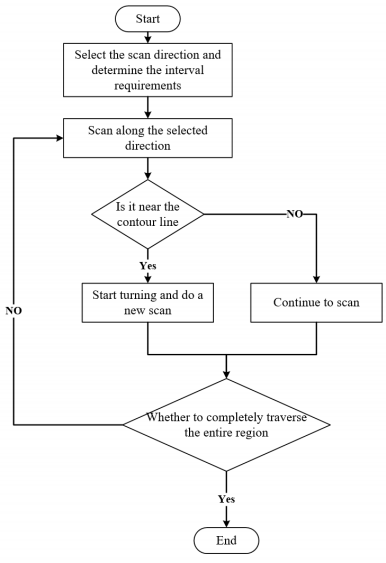 Start
Select the scan direction and
determine the interval
requirements
Scan along the selected
direction
Is it near the
contour line
NO
Yes
Start turning and do a
new scan
Continue to scan
NO
Whether to completely traverse
the entire region
Yes
End